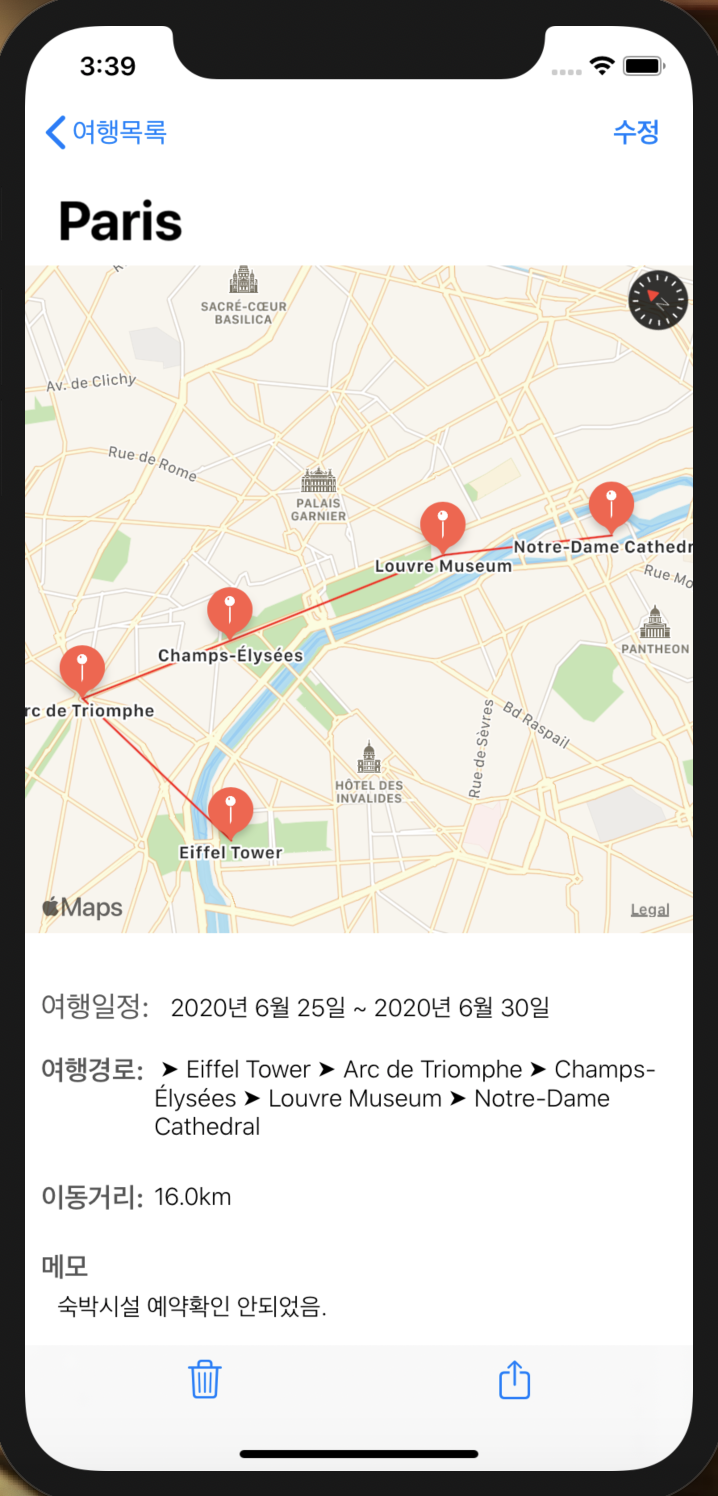 3:39
여행목록
수정
Paris
SACRÉ-CŒUR
BASILICA
Av. de Clichy
Rue de Rome
PALAIS
GARNIER
Louvre Museum
Notre-Dame Cathedr
Rue Mo
Champs-Élysées
PANTHEON
rc de Triomphe
Bd Raspail
Rue de Sèvres
HÔTEL DES
INVALIDES
Eiffel Tower
Maps
Legal
여행일정: 2020년 6월 25일 ~ 2020년 6월 30일
여행경로: ➤ Eiffel Tower ➤ Arc de Triomphe ➤ Champs-
Élysées ➤ Louvre Museum ➤ Notre-Dame
Cathedral
이동거리: 16.0km
메모
숙박시설 예약확인 안되었음.